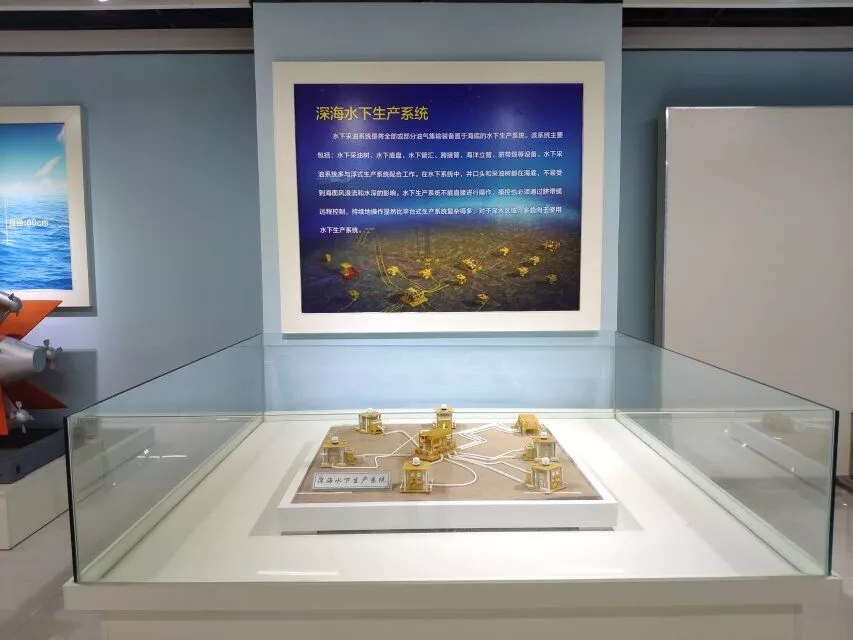 深海水下生产系统
水下采油系统是将全部或部分油气集输装备置于海底的水下生产系统。该系统主要
包括：水下采油树、水下底盘、水下管汇、跨接管、海洋立管、脐带缆等设备。水下采
油系统多与浮式生产系统配合工作。在水下系统中，井口头和采油树都在海底，不易受
到海面风浪流和水深的影响。水下生产系统不能直接进行操作，操控也必须通过脐带缆
远程控制，持续地操作显然比平台式生产系统复杂得多，对于深水区域，多趋向于使用
水下生产系统。
直径:80cm
深海水下生产系统